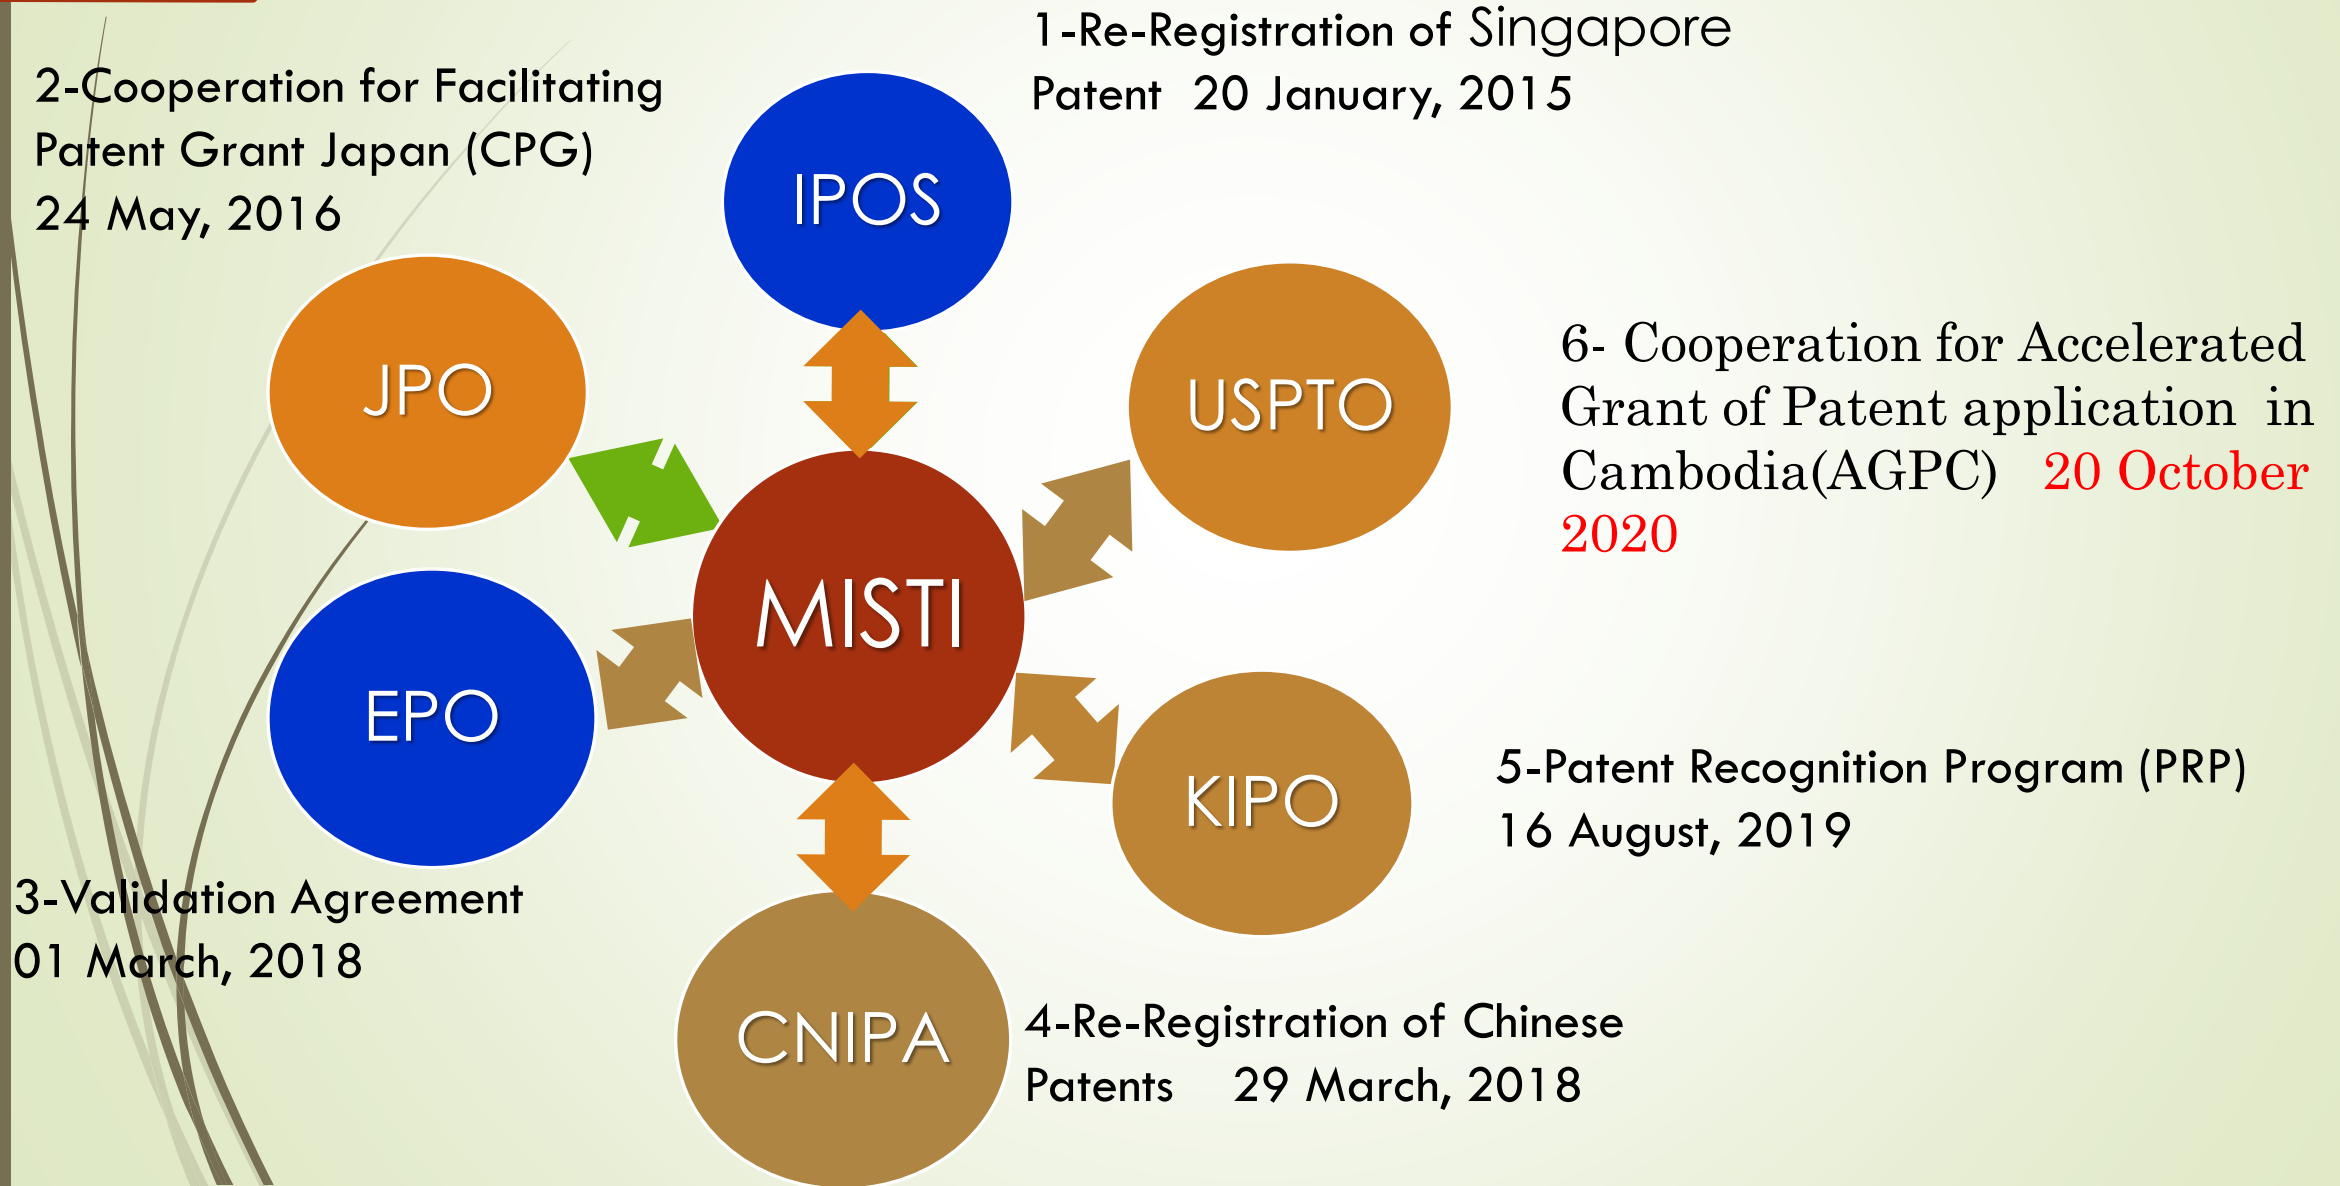 1-Re-Registration of Singapore
Patent 20 January, 2015
2-Cooperation for Facilitating
Patent Grant Japan (CPG)
24 May, 2016
IPOS
JPO
USPTO
6- Cooperation for Accelerated
Grant of Patent application in
Cambodia(AGPC) 20 October
2020
MISTI
EPO
KIPO
5-Patent Recognition Program (PRP)
16 August, 2019
3-Validation Agreement
01 March, 2018
CNIPA
4-Re-Registration of Chinese
Patents 29 March, 2018